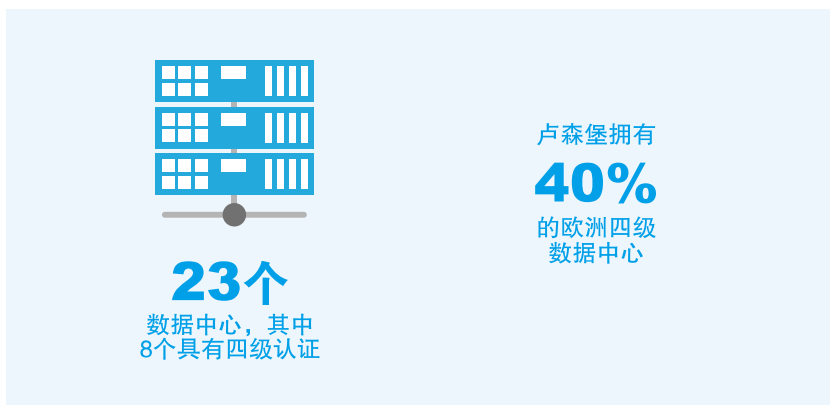 23个
数据中心，其中
8个具有四级认证
卢森堡拥有
40%
的欧洲四级
数据中心